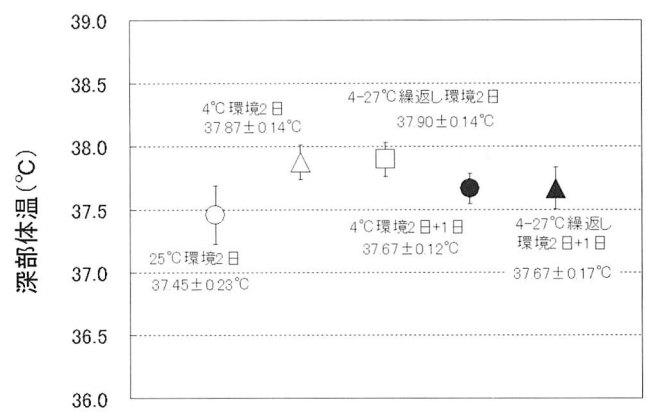 39.0
38.5
38.0
37.5
37.0
36.5
36.0
深部体温(℃)
4℃環境2日
37.87±0.14℃
4-27℃繰返し環境2日
37.90±0.14℃
25℃環境2日
37.45±0.23℃
4℃環境2日+1日
37.67±0.12℃
4-27℃繰返し
環境2日+1日
37.67±0.17℃